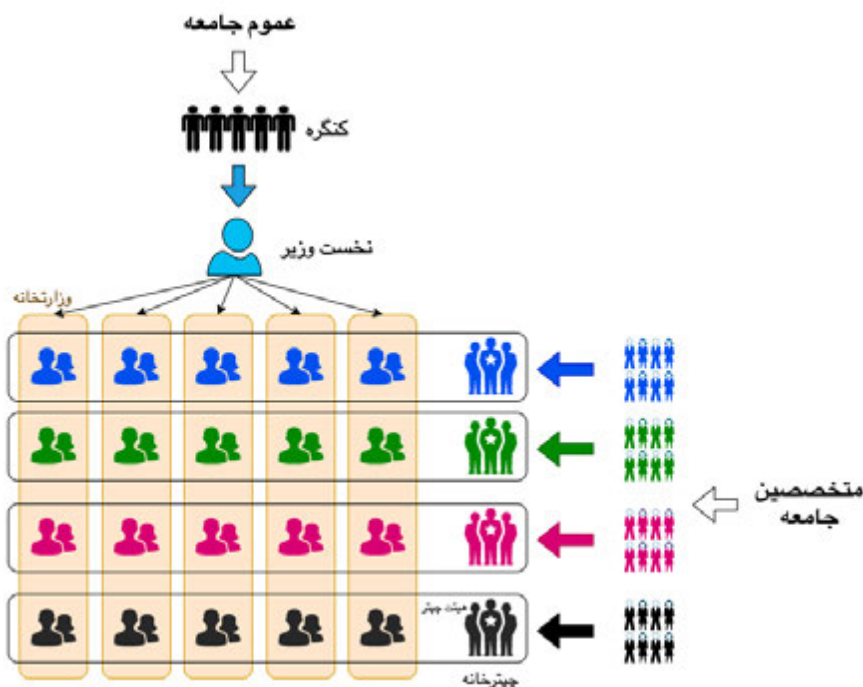 عموم جامعه
کنگره
نخست وزیر
وزارتخانه
متخصصین
جامعه
هیئت چیتر
چیترخانه